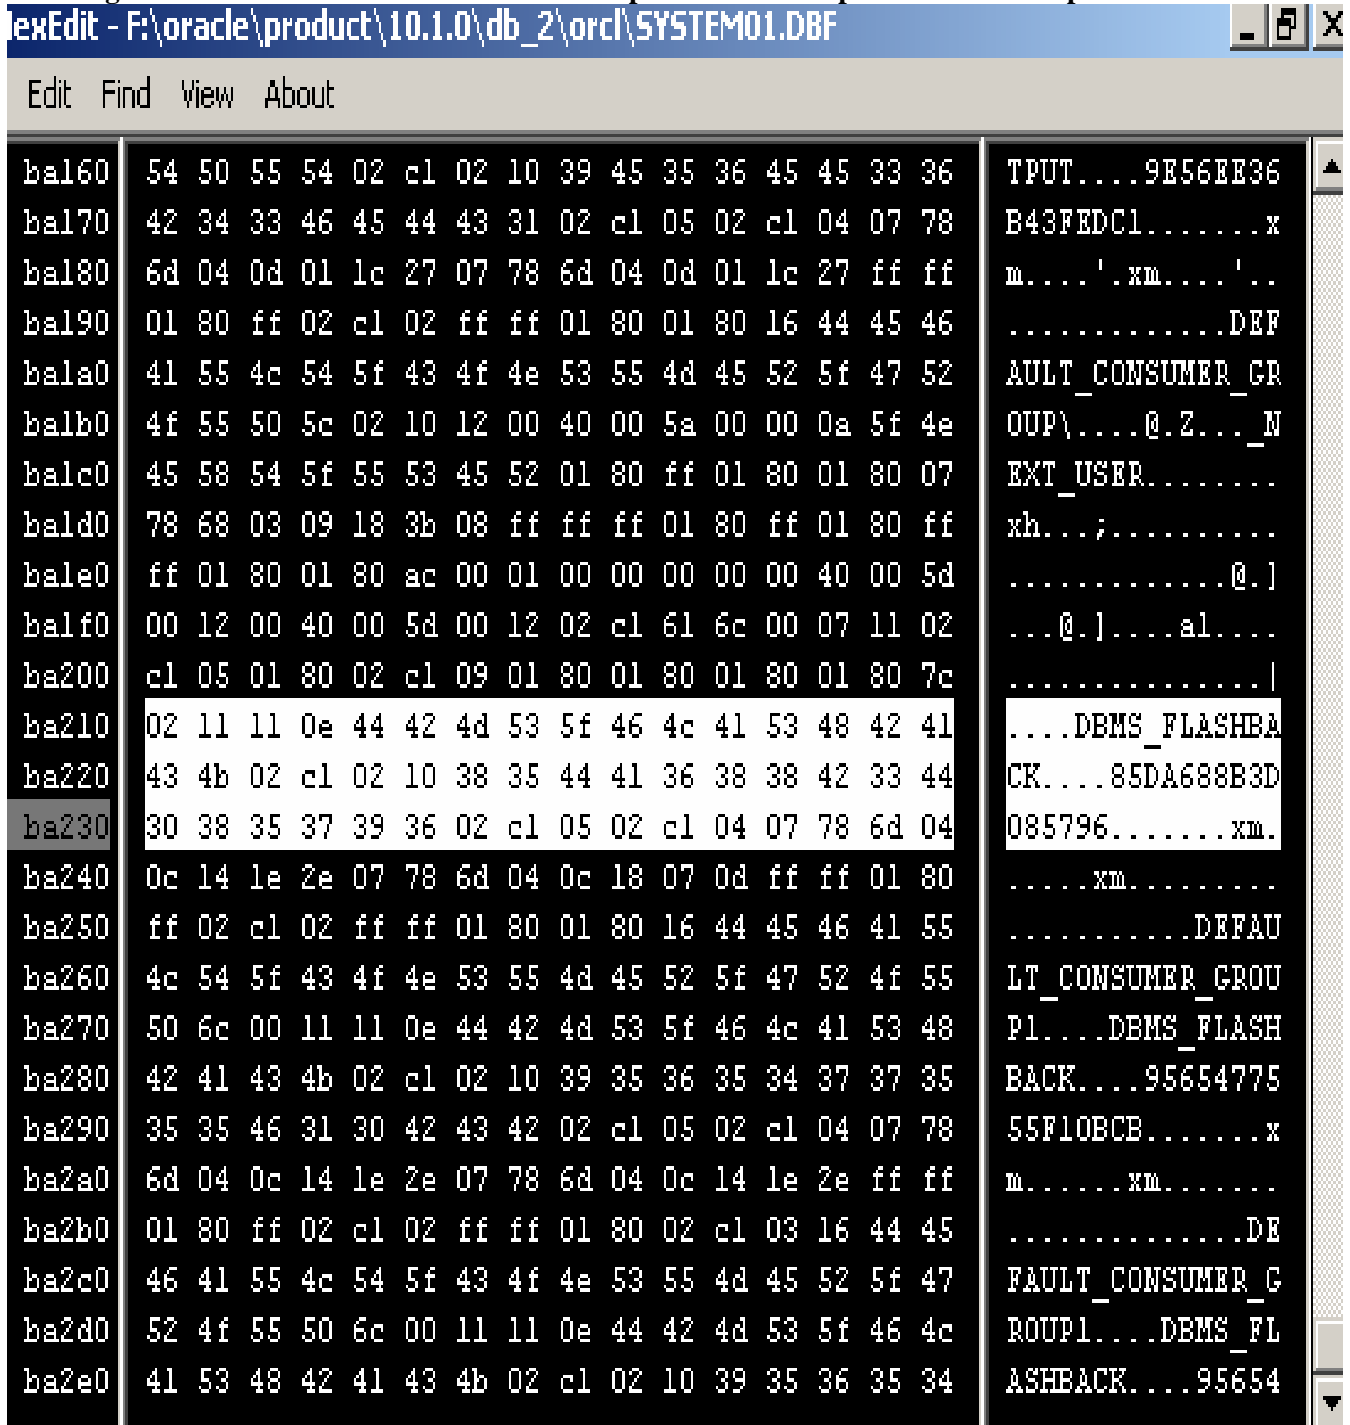 lexEdit - F:\oracle\product\10.1.0\db_2\orcl\SYSTEM01.DBF
Edit Find View About
ba160 54 50 55 54 02 c1 02 10 39 45 35 36 45 45 33 36 TPUT....9E56EE36
ba170 42 34 33 46 45 44 43 31 02 c1 05 02 c1 04 07 78 B43FEDC1.......x
ba180 6d 04 0d 01 1c 27 07 78 6d 04 0d 01 1c 27 ff ff m....'.xm....'..
ba190 01 80 ff 02 c1 02 ff ff 01 80 01 80 16 44 45 46 .............DEF
ba1a0 41 55 4c 54 5f 43 4f 4e 53 55 4d 45 52 5f 47 52 AULT_CONSUMER_GR
ba1b0 4f 55 50 5c 02 10 12 00 40 00 5a 00 00 0a 5f 4e OUP\....@.Z..._N
ba1c0 45 58 54 5f 55 53 45 52 01 80 ff 01 80 01 80 07 EXT_USER........
ba1d0 78 68 03 09 18 3b 08 ff ff ff 01 80 ff 01 80 ff xh...;..........
ba1e0 ff 01 80 01 80 ac 00 01 00 00 00 00 00 40 00 5d .............@.]
ba1f0 00 12 00 40 00 5d 00 12 02 c1 61 6c 00 07 11 02 ...@.]....al....
ba200 c1 05 01 80 02 c1 09 01 80 01 80 01 80 01 80 7c ...............|
ba210 02 11 11 0e 44 42 4d 53 5f 46 4c 41 53 48 42 41 ....DBMS_FLASHBA
ba220 43 4b 02 c1 02 10 38 35 44 41 36 38 38 42 33 44 CK....85DA688B3D
ba230 30 38 35 37 39 36 02 c1 05 02 c1 04 07 78 6d 04 085796.......xm.
ba240 0c 14 1e 2e 07 78 6d 04 0c 18 07 0d ff ff 01 80 .....xm.........
ba250 ff 02 c1 02 ff ff 01 80 01 80 16 44 45 46 41 55 ...........DEFAU
ba260 4c 54 5f 43 4f 4e 53 55 4d 45 52 5f 47 52 4f 55 LT_CONSUMER_GROU
ba270 50 6c 00 11 11 0e 44 42 4d 53 5f 46 4c 41 53 48 Pl....DBMS_FLASH
ba280 42 41 43 4b 02 c1 02 10 39 35 36 35 34 37 37 35 BACK....95654775
ba290 35 35 46 31 30 42 43 42 02 c1 05 02 c1 04 07 78 55F10BCB.......x
ba2a0 6d 04 0c 14 1e 2e 07 78 6d 04 0c 14 1e 2e ff ff m......xm.......
ba2b0 01 80 ff 02 c1 02 ff ff 01 80 02 c1 03 16 44 45 ..............DE
ba2c0 46 41 55 4c 54 5f 43 4f 4e 53 55 4d 45 52 5f 47 FAULT_CONSUMER_G
ba2d0 52 4f 55 50 6c 00 11 11 0e 44 42 4d 53 5f 46 4c ROUPl....DBMS_FL
ba2e0 41 53 48 42 41 43 4b 02 c1 02 10 39 35 36 35 34 ASHBACK....95654